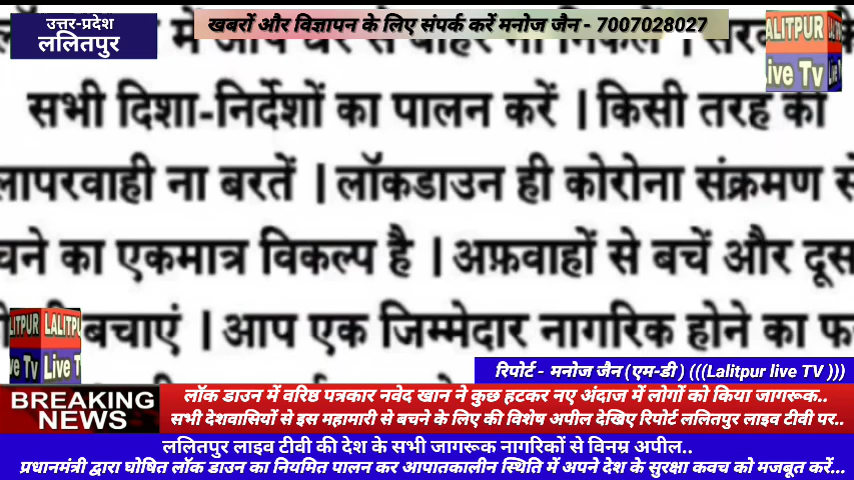 उत्तर-प्रदेश
ललितपुर
खबरों और विज्ञापन के लिए संपर्क करें मनोज जैन - 7007028027
LALITPUR
Live Tv
सभी दिशा-निर्देशों का पालन करें । किसी तरह की
लापरवाही ना बरतें । लॉकडाउन ही कोरोना संक्रमण से
का एकमात्र विकल्प है । अफ़वाहों से बचें और
बचाएं । आप एक जिम्मेदार नागरिक होने का
LALITPUR
Live
रिपोर्ट - मनोज जैन (एम-डी ) (((Lalitpur live TV )))
BREAKING
NEWS
लॉक डाउन में वरिष्ठ पत्रकार नवेद खान ने कुछ हटकर नए अंदाज में लोगों को किया जागरूक..
सभी देशवासियों से इस महामारी से बचने के लिए की विशेष अपील देखिए रिपोर्ट ललितपुर लाइव टीवी पर..
ललितपुर लाइव टीवी की देश के सभी जागरूक नागरिकों से विनम्र अपील..
प्रधानमंत्री द्वारा घोषित लॉक डाउन का नियमित पालन कर आपातकालीन स्थिति में अपने देश के सुरक्षा कवच को मजबूत करें...